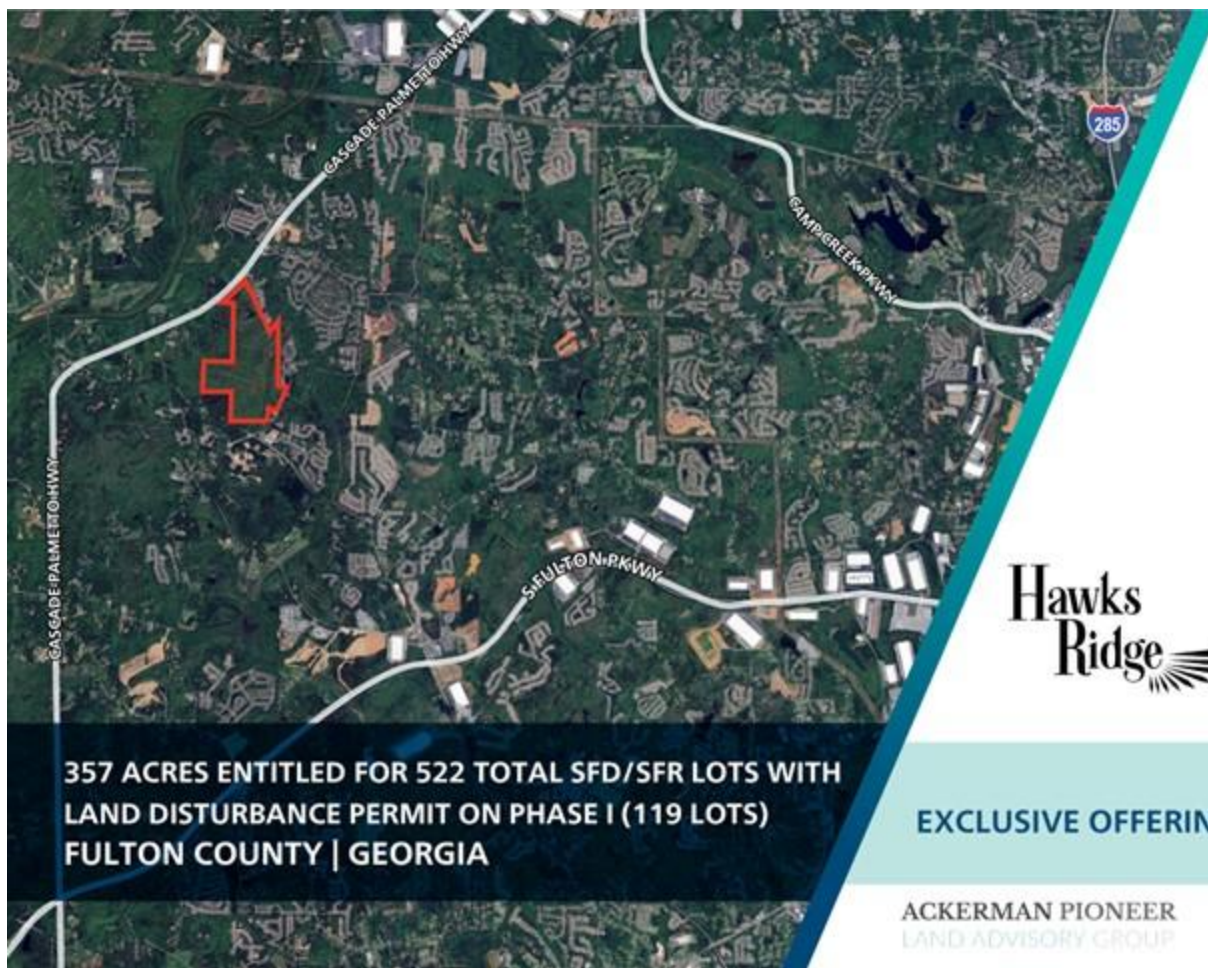 CASCADE PALMETTO HWY
285
CAMP CREEK PKWY
CASCADE PALMETTO HWY
S FULTON PKWY
Hawks
Ridge
357 ACRES ENTITLED FOR 522 TOTAL SFD/SFR LOTS WITH
LAND DISTURBANCE PERMIT ON PHASE I (119 LOTS)
FULTON COUNTY | GEORGIA
EXCLUSIVE OFFERIN
ACKERMAN PIONEER
LAND ADVISORY GROUP